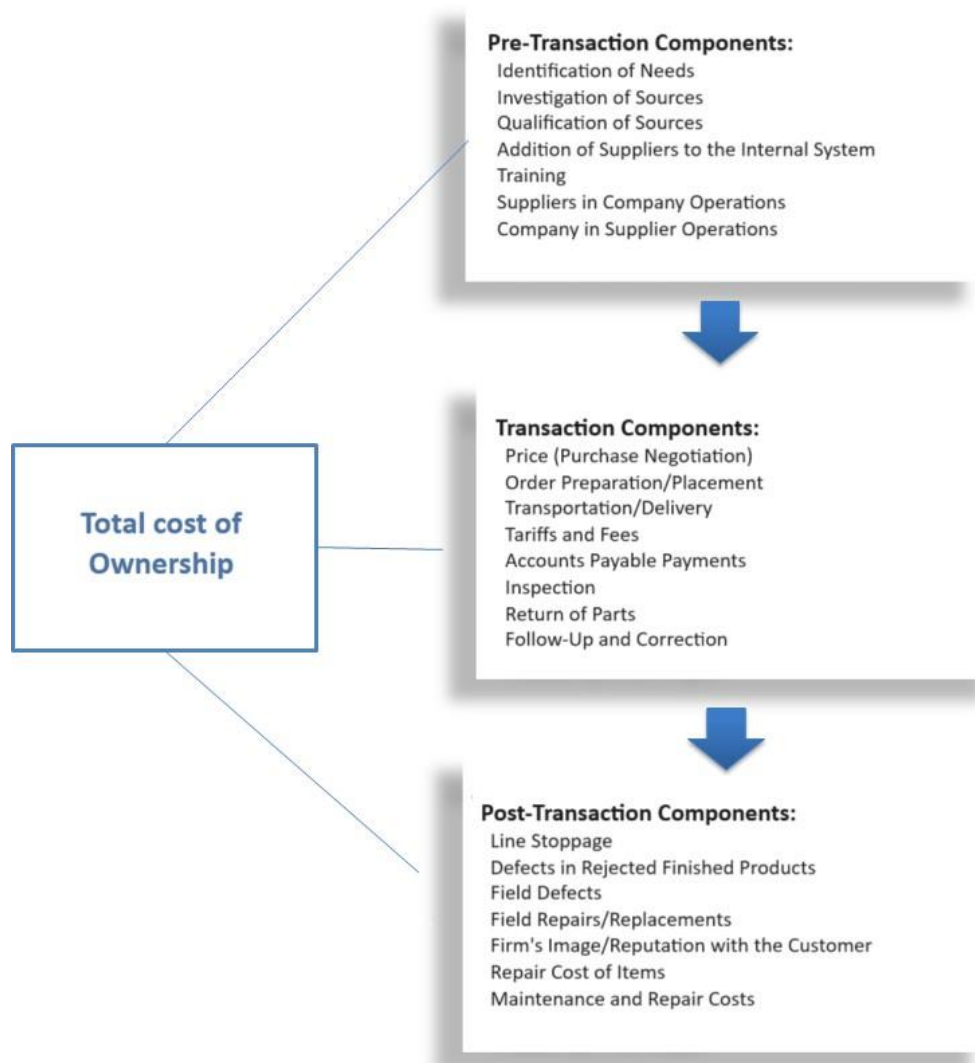 Pre-Transaction Components:
Identification of Needs
Investigation of Sources
Qualification of Sources
Addition of Suppliers to the Internal System
Training
Suppliers in Company Operations
Company in Supplier Operations
Total cost of
Ownership
Transaction Components:
Price (Purchase Negotiation)
Order Preparation/Placement
Transportation/Delivery
Tariffs and Fees
Accounts Payable Payments
Inspection
Return of Parts
Follow-Up and Correction
Post-Transaction Components:
Line Stoppage
Defects in Rejected Finished Products
Field Defects
Field Repairs/Replacements
Firm's Image/Reputation with the Customer
Repair Cost of Items
Maintenance and Repair Costs